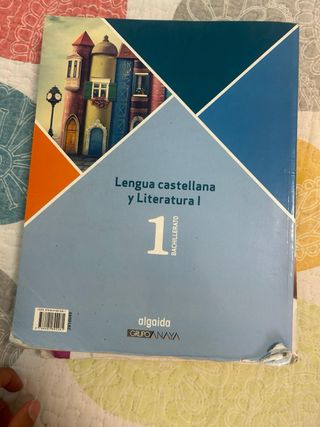 Lengua castellana
y Literatura I
1
BACHILLERATO
algaida
GRUPO ANAYA